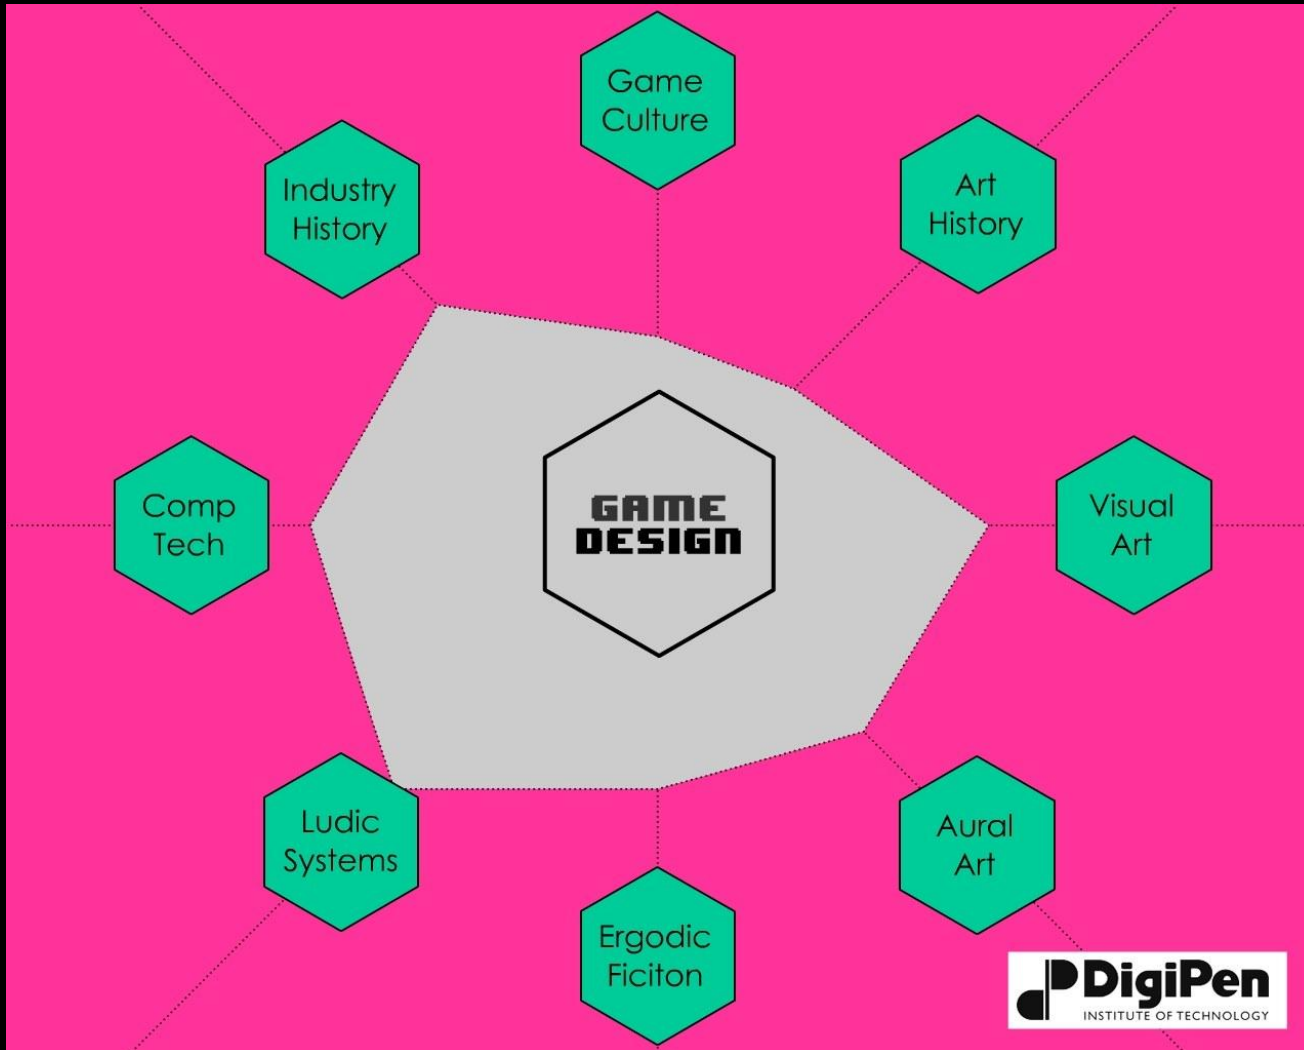 Game
Culture
Industry
History
Art
History
Comp
Tech
GAME
DESIGN
Visual
Art
Ludic
Systems
Aural
Art
Ergodic
Ficiton
DigiPen
INSTITUTE OF TECHNOLOGY